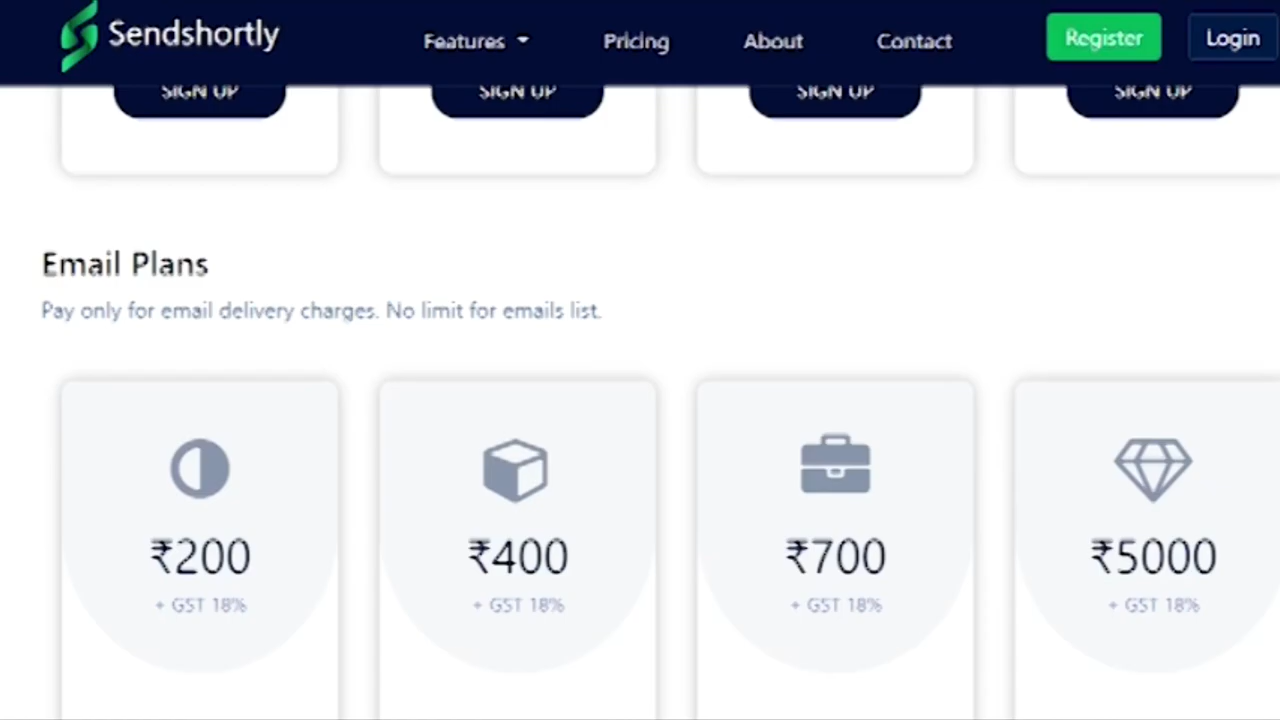 Sendshortly
Features
Pricing
About
Contact
Register
Login
SIGN UP
SIGN UP
SIGN UP
SIGN UP
Email Plans
Pay only for email delivery charges. No limit for emails list.
₹200
₹400
₹700
₹5000
+ GST 18%
+ GST 18%
+ GST 18%
+ GST 18%